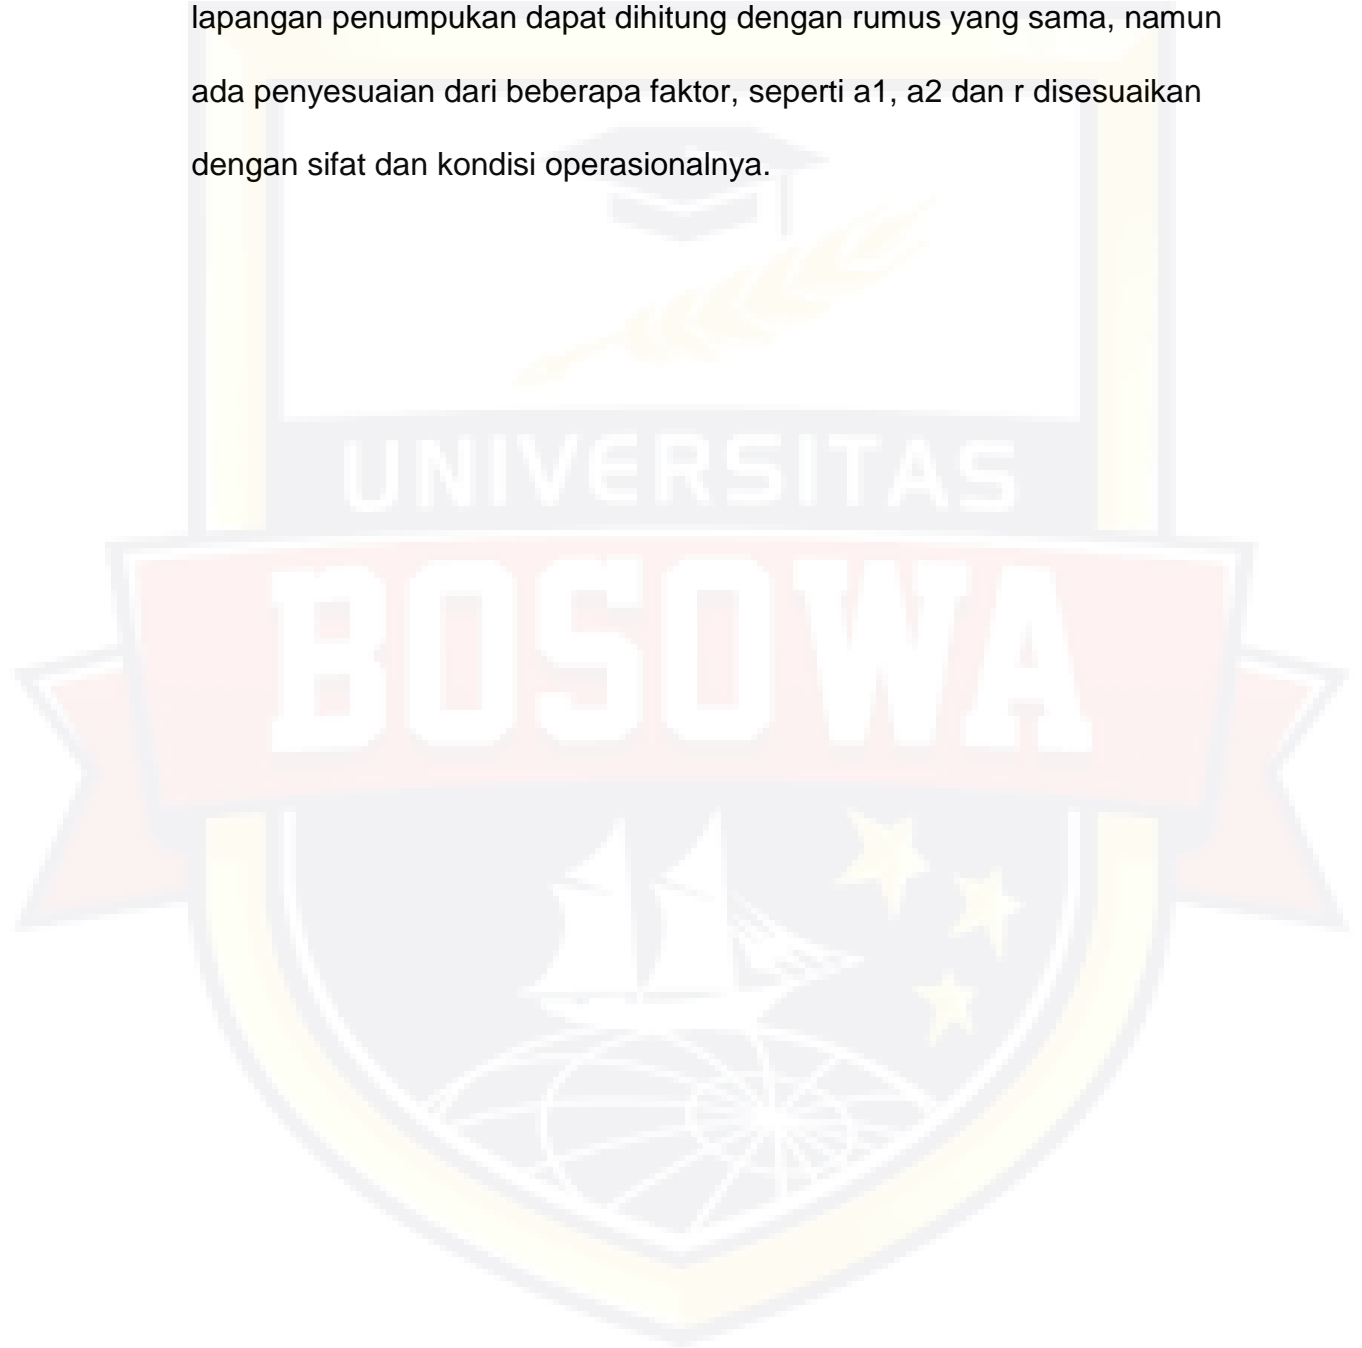 lapangan penumpukan dapat dihitung dengan rumus yang sama, namun
ada penyesuaian dari beberapa faktor, seperti a1, a2 dan r disesuaikan
dengan sifat dan kondisi operasionalnya.
UNIVERSITAS
BOSOWA